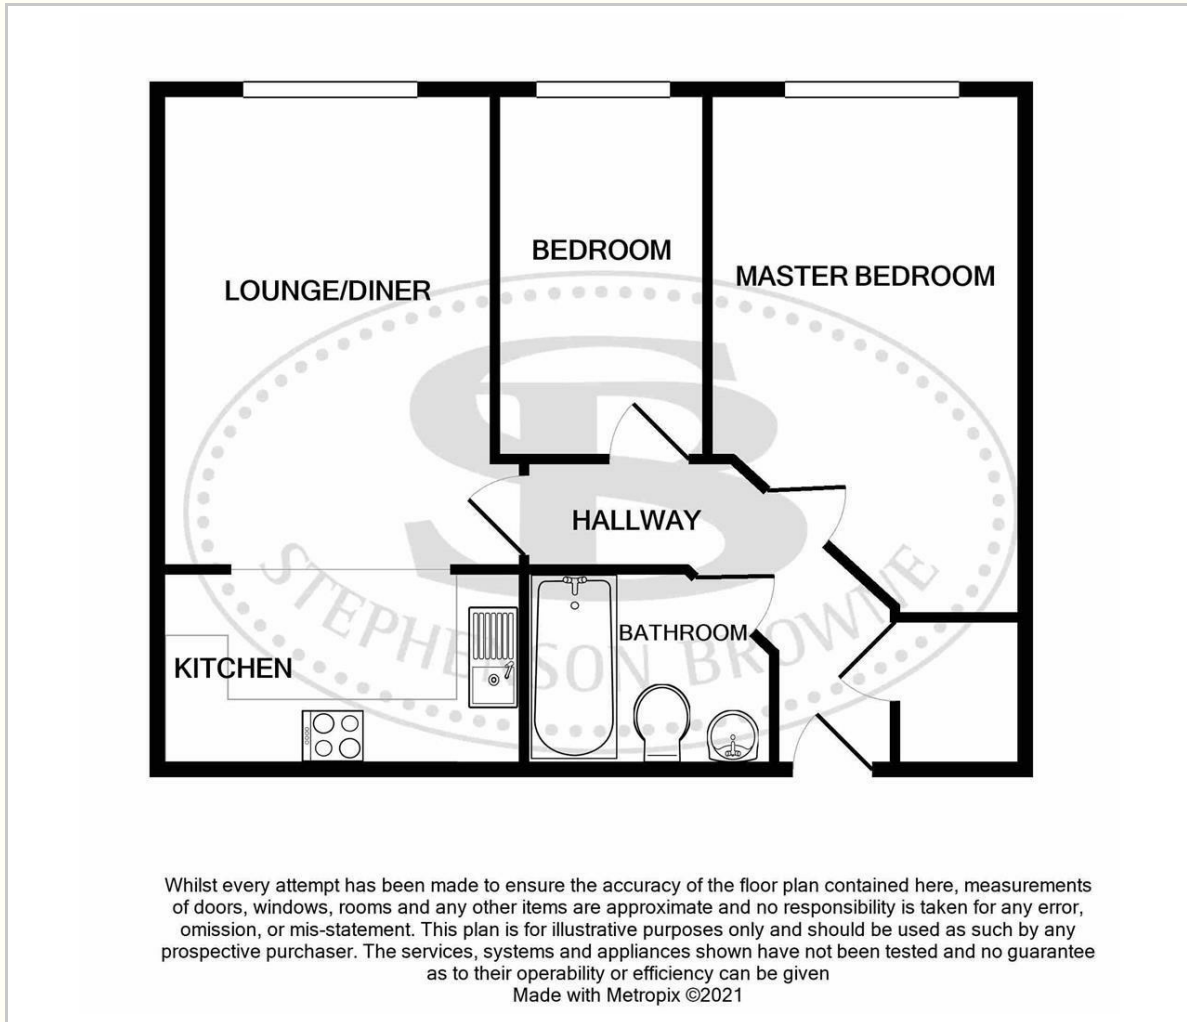 BEDROOM
MASTER BEDROOM
LOUNGE/DINER
HALLWAY
BATHROOM
KITCHEN
SB
STEPHENSON BROWNE
Whilst every attempt has been made to ensure the accuracy of the floor plan contained here, measurements
of doors, windows, rooms and any other items are approximate and no responsibility is taken for any error,
omission, or mis-statement. This plan is for illustrative purposes only and should be used as such by any
prospective purchaser. The services, systems and appliances shown have not been tested and no guarantee
as to their operability or efficiency can be given
Made with Metropix ©2021